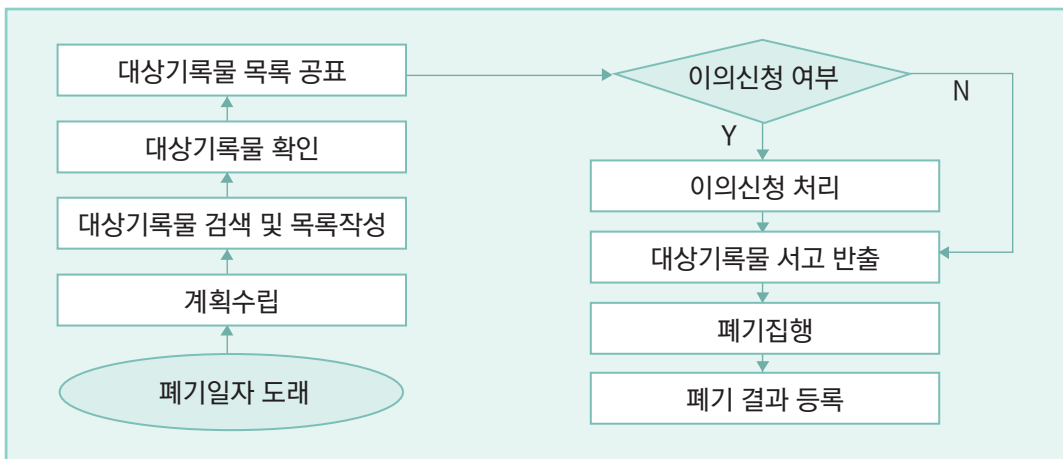 대상기록물 목록 공표
대상기록물 확인
대상기록물 검색 및 목록작성
계획수립
폐기일자 도래
이의신청 여부
N
Y
이의신청 처리
대상기록물 서고 반출
폐기집행
폐기 결과 등록